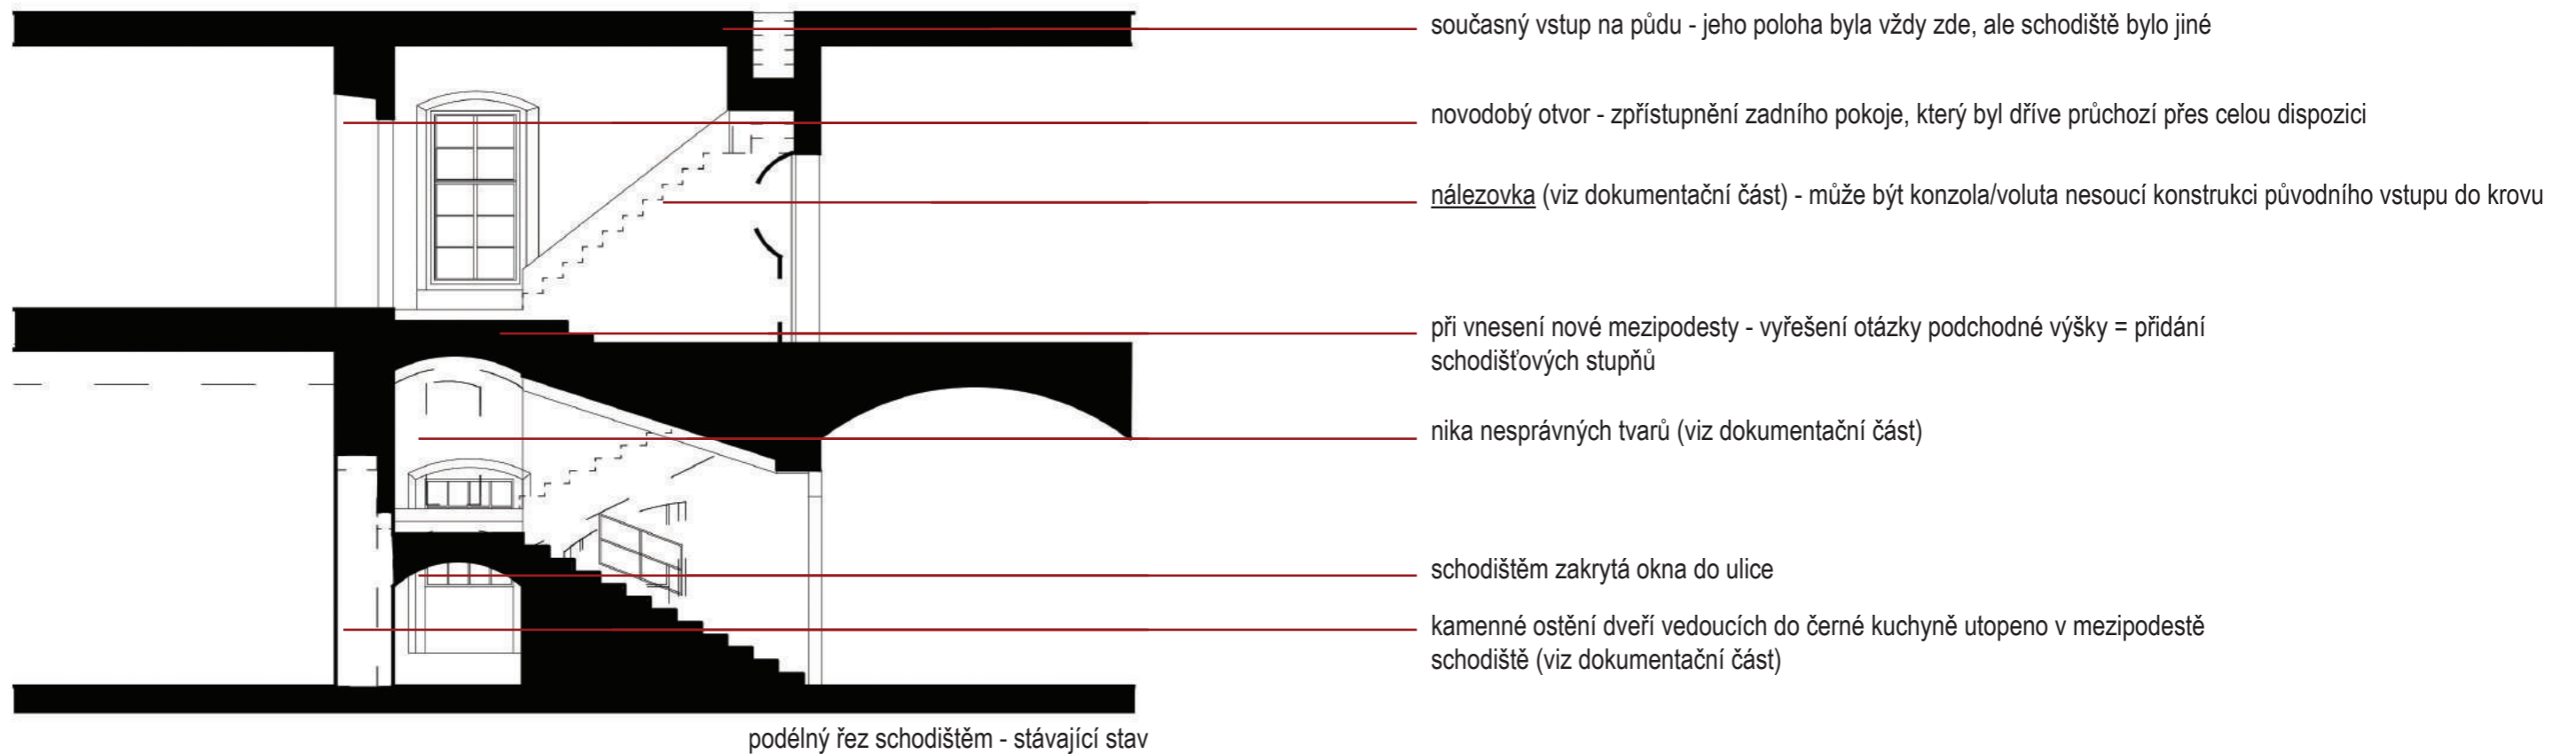 současný vstup na půdu - jeho poloha byla vždy zde, ale schodiště bylo jiné
novodobý otvor - zpřístupnění zadního pokoje, který byl dříve průchozí přes celou dispozici
nálezovka (viz dokumentační část) - může být konzola/voluta nesoucí konstrukci původního vstupu do krovu
při vnesení nové mezipodesty - vyřešení otázky podchodné výšky = přidání
schodišťových stupňů
nika nesprávných tvarů (viz dokumentační část)
schodištěm zakrytá okna do ulice
kamenné ostění dveří vedoucích do černé kuchyně utopeno v mezipodestě
schodiště (viz dokumentační část)
podélný řez schodištěm - stávající stav